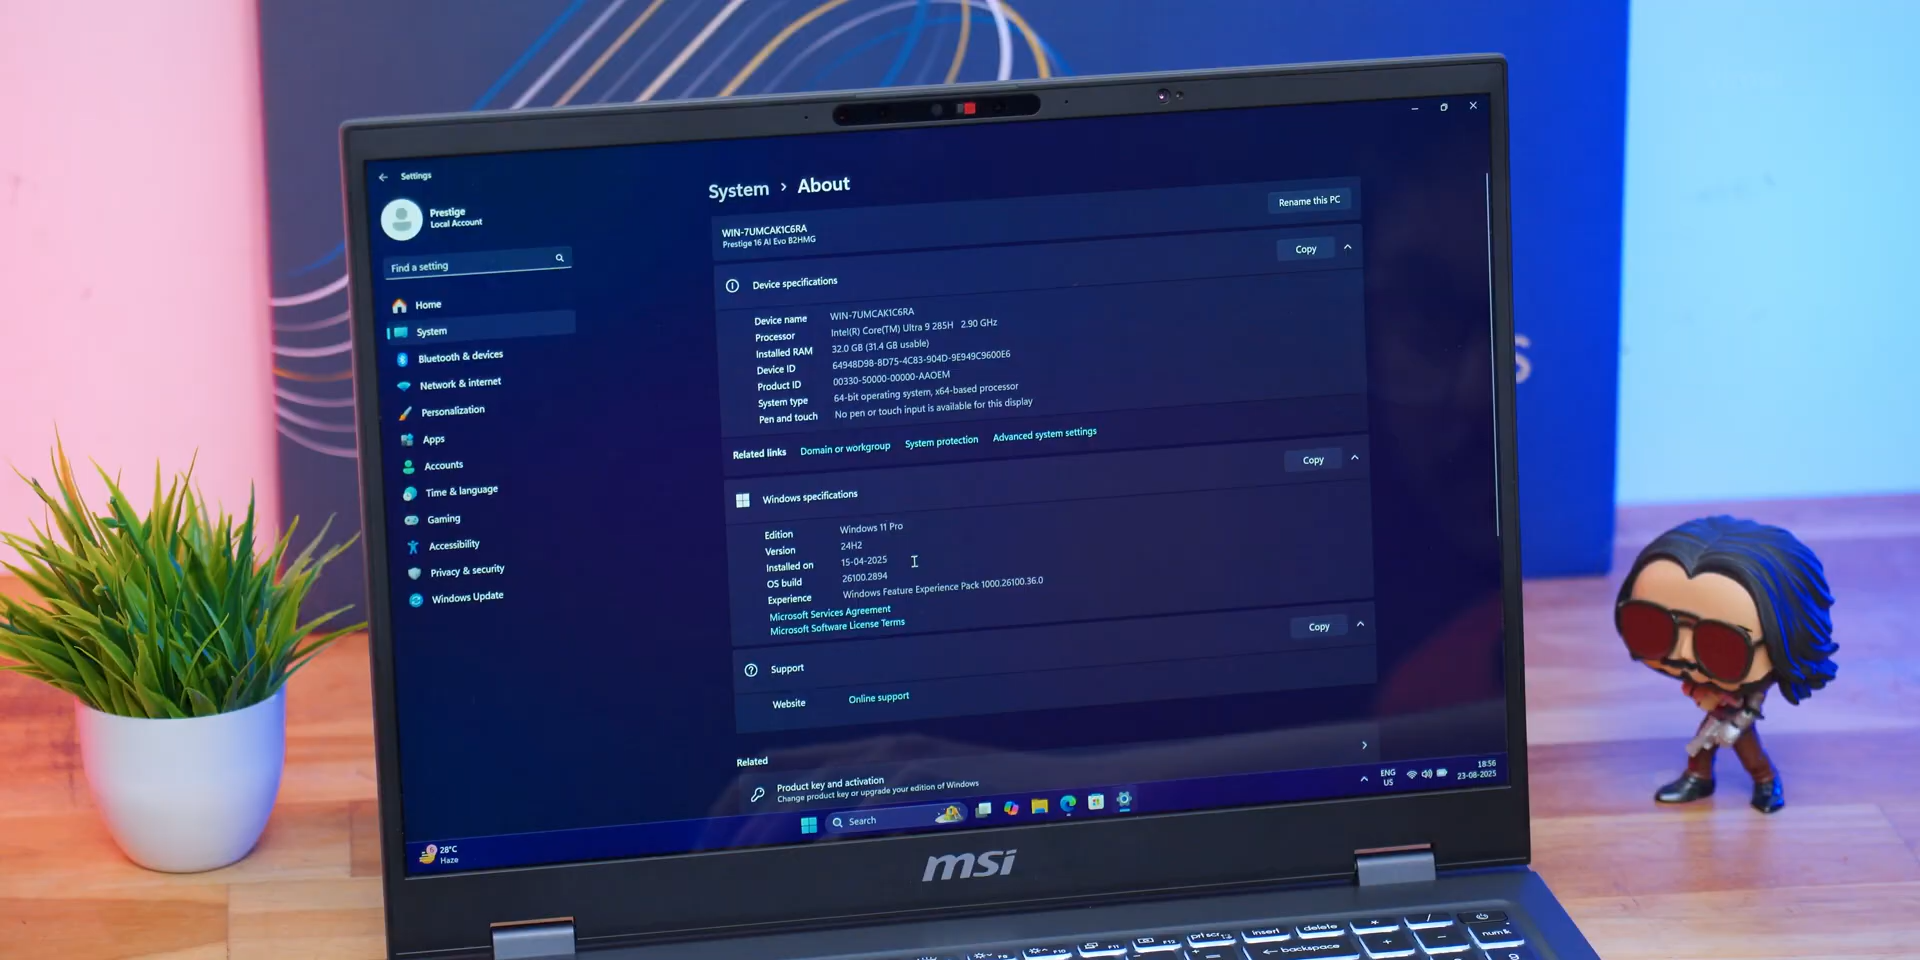 Settings
Prestige
Local Account
Find a setting
Home
System
Bluetooth & devices
Network & internet
Personalization
Apps
Accounts
Time & language
Gaming
Accessibility
Privacy & security
Windows Update
System > About
WIN-7UMCAK1C6RA
Prestige 16 AI Evo B2HMG
Rename this PC
Device specifications
Copy
Device name WIN-7UMCAK1C6RA
Processor Intel(R) Core(TM) Ultra 9 285H 2.90 GHz
Installed RAM 32.0 GB (31.4 GB usable)
Device ID 64948D98-8D75-4C83-904D-9E949C9600E6
Product ID 00330-50000-00000-AAOEM
System type 64-bit operating system, x64-based processor
Pen and touch No pen or touch input is available for this display
Related links Domain or workgroup System protection Advanced system settings
Windows specifications
Copy
Edition Windows 11 Pro
Version 24H2
Installed on 15-04-2025
OS build 26100.2894
Experience Windows Feature Experience Pack 1000.26100.36.0
Microsoft Services Agreement
Microsoft Software License Terms
Support
Copy
Website Online support
Related
Product key and activation
Change product key or upgrade your edition of Windows
28°C
Haze
Search
ENG
US
18:56
23-08-2025
msi
F10 F11 F12 prt scr insert delete
backspace
num